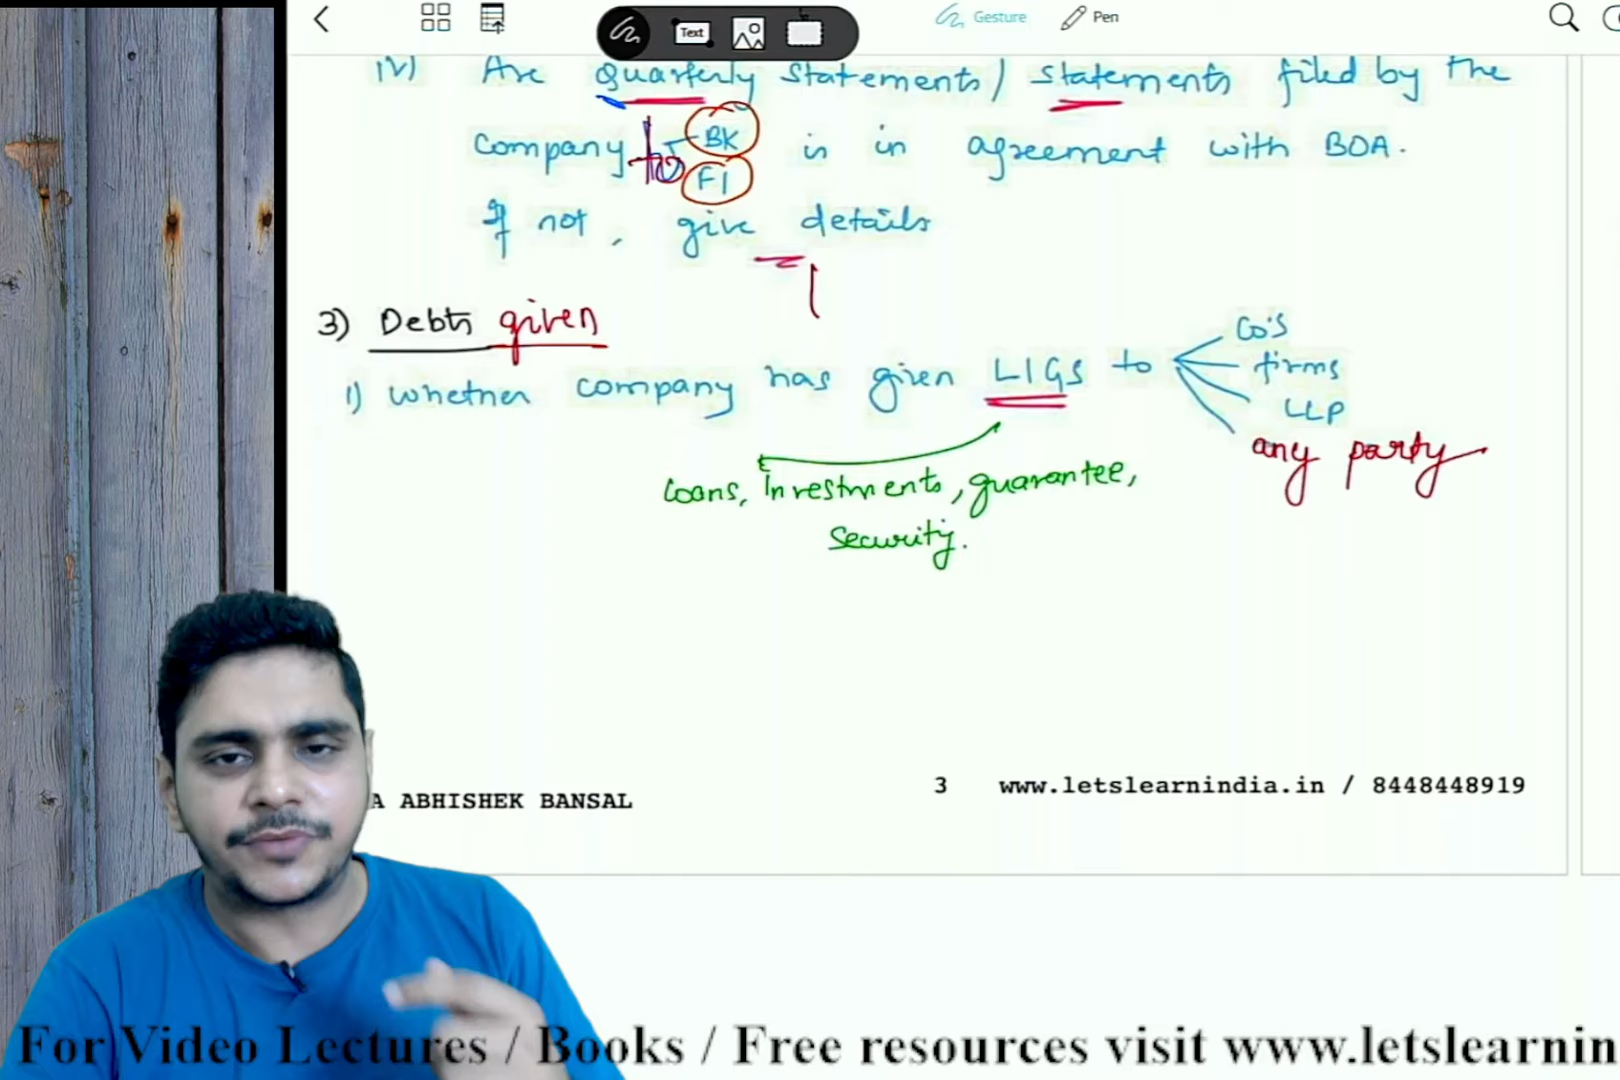 Gesture
Pen
Text
iv) Are quarterly statements/ statements filed by the
company to BK is in agreement with BOA.
FI
If not, give details
3) Debts given
i) whether company has given LIGS to
co's
firms
LLP
any party
Loans, Investments, guarantee,
Security.
A ABHISHEK BANSAL
3 www.letslearnindia.in / 8448448919
For Video Lectures / Books / Free resources visit www.letslearnin